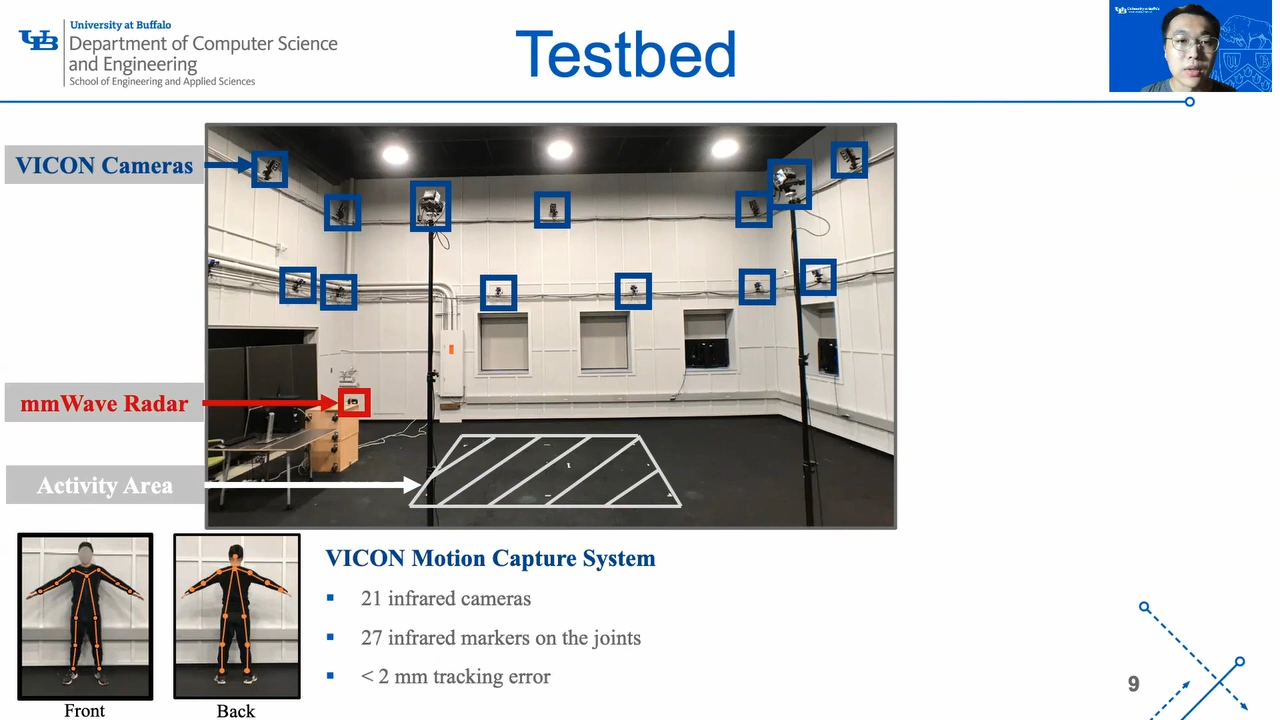 University at Buffalo
Department of Computer Science
and Engineering
School of Engineering and Applied Sciences
Testbed
VICON Cameras
mmWave Radar
Activity Area
Front
Back
VICON Motion Capture System
▪ 21 infrared cameras
▪ 27 infrared markers on the joints
▪ < 2 mm tracking error
9